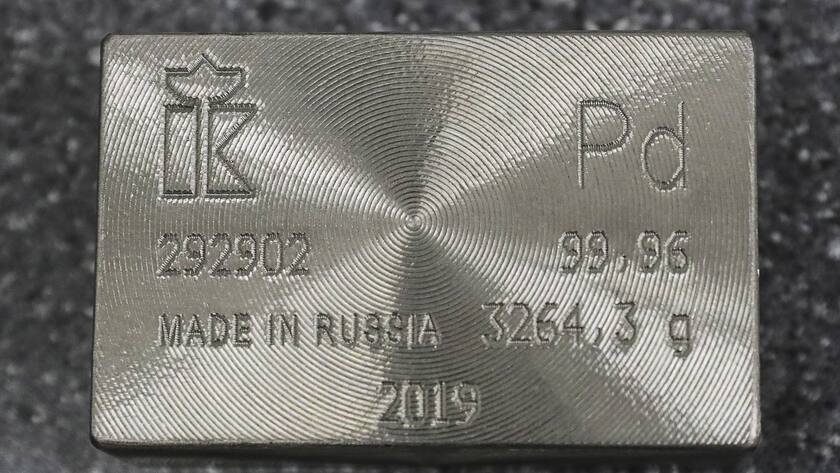 Pd
292902 99,96
MADE IN RUSSIA 3264,3 g
2019